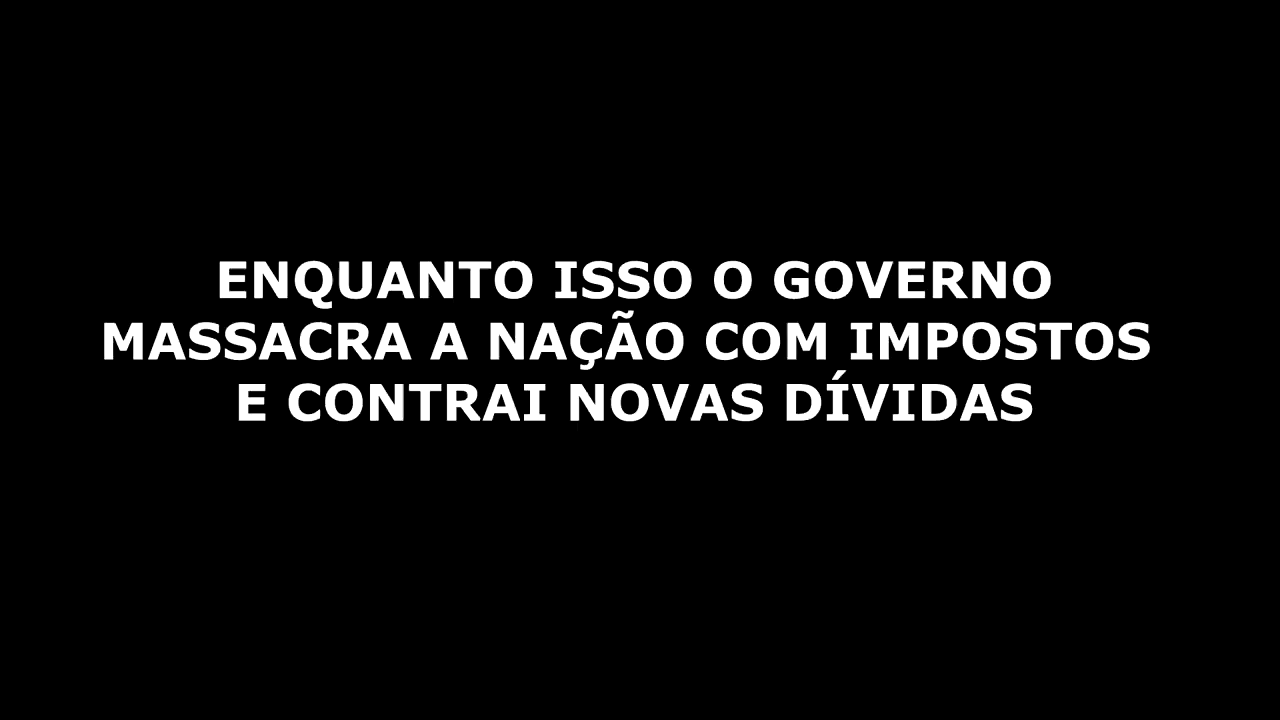 ENQUANTO ISSO O GOVERNO
MASSACRA A NAÇÃO COM IMPOSTOS
E CONTRAI NOVAS DÍVIDAS